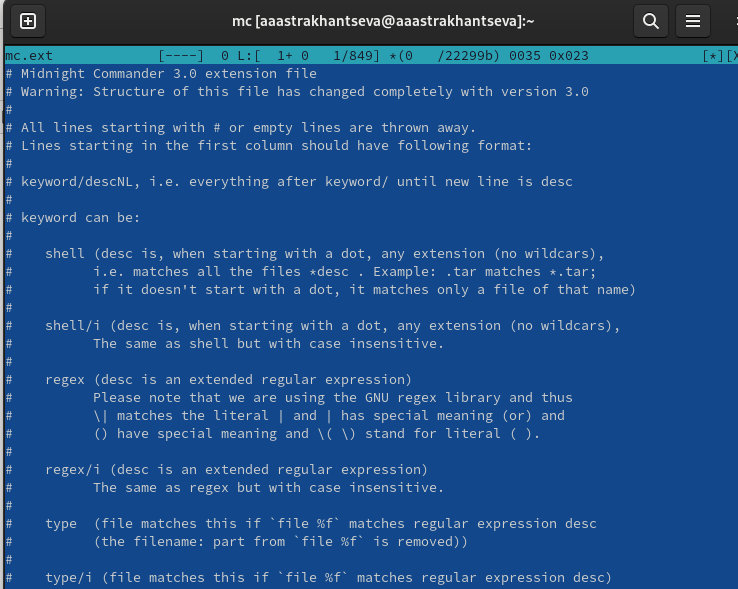 mc [aaastrakhantseva@aaastrakhantseva]:~
mc.ext [----] 0 L:[ 1+ 0 1/849] *(0 /22299b) 0035 0x023 [*][X
# Midnight Commander 3.0 extension file
# Warning: Structure of this file has changed completely with version 3.0
#
# All lines starting with # or empty lines are thrown away.
# Lines starting in the first column should have following format:
#
# keyword/descNL, i.e. everything after keyword/ until new line is desc
#
# keyword can be:
#
#    shell (desc is, when starting with a dot, any extension (no wildcars),
#          i.e. matches all the files *desc . Example: .tar matches *.tar;
#          if it doesn't start with a dot, it matches only a file of that name)
#
#    shell/i (desc is, when starting with a dot, any extension (no wildcars),
#          The same as shell but with case insensitive.
#
#    regex (desc is an extended regular expression)
#          Please note that we are using the GNU regex library and thus
#          \| matches the literal | and | has special meaning (or) and
#          () have special meaning and \( \) stand for literal ( ).
#
#    regex/i (desc is an extended regular expression)
#          The same as regex but with case insensitive.
#
#    type  (file matches this if `file %f` matches regular expression desc
#          (the filename: part from `file %f` is removed))
#
#    type/i (file matches this if `file %f` matches regular expression desc)